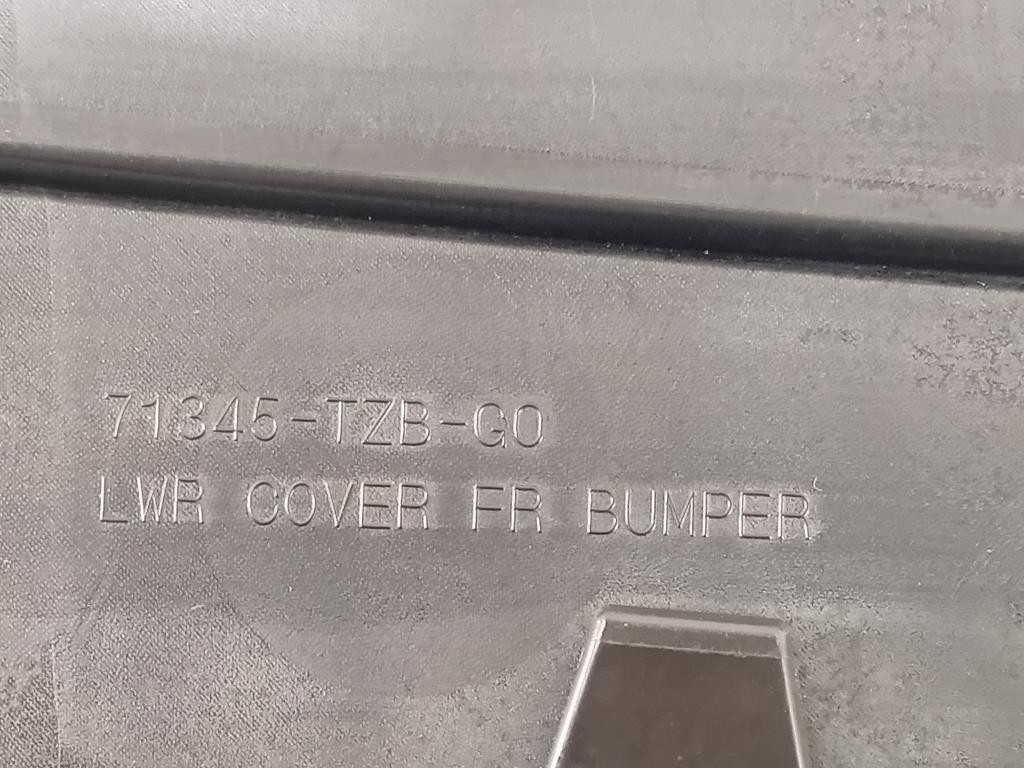 71345-TZB-G0
LWR COVER FR BUMPER